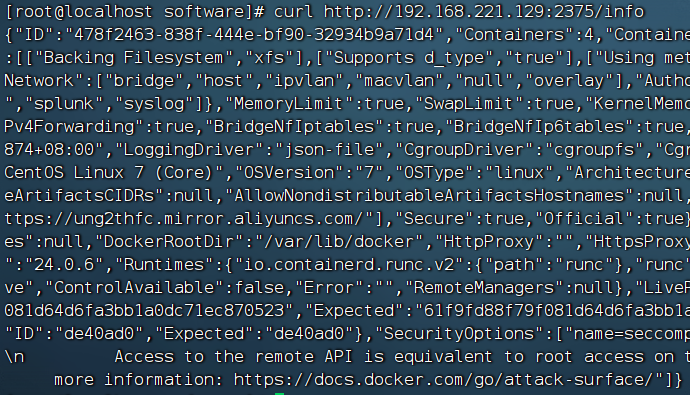 [root@localhost software]# curl http://192.168.221.129:2375/info
{"ID":"478f2463-838f-444e-bf90-32934b9a71d4","Containers":4,"Containe
:[["Backing Filesystem","xfs"],["Supports d_type","true"],["Using met
Network":["bridge","host","ipvlan","macvlan","null","overlay"],"Autho
","splunk","syslog"]},"MemoryLimit":true,"SwapLimit":true,"KernelMemo
Pv4Forwarding":true,"BridgeNfIptables":true,"BridgeNfIp6tables":true,
874+08:00","LoggingDriver":"json-file","CgroupDriver":"cgroupfs","Cgr
CentOS Linux 7 (Core)","OSVersion":"7","OSType":"linux","Architecture
eArtifactsCIDRs":null,"AllowNondistributableArtifactsHostnames":null,
ttps://ung2thfc.mirror.aliyuncs.com/"],"Secure":true,"Official":true}
es":null,"DockerRootDir":"/var/lib/docker","HttpProxy":"","HttpsProxy
":"24.0.6","Runtimes":{"io.containerd.runc.v2":{"path":"runc"},"runc"
ve","ControlAvailable":false,"Error":"","RemoteManagers":null},"LiveR
081d64d6fa3bb1a0dc71ec870523","Expected":"61f9fd88f79f081d64d6fa3bb1a
"ID":"de40ad0","Expected":"de40ad0"},"SecurityOptions":["name=seccomp
\n         Access to the remote API is equivalent to root access on t
more information: https://docs.docker.com/go/attack-surface/"]}